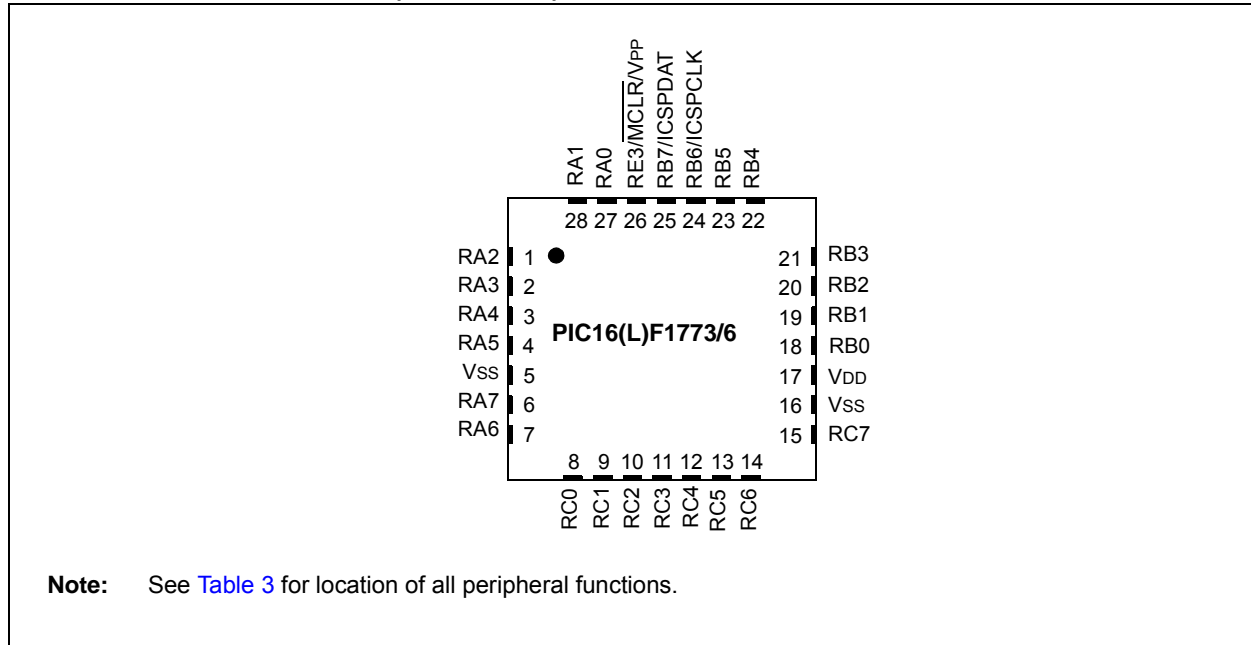 RA1
RA0
RE3/MCLR/VPP
RB7/ICSPDAT
RB6/ICSPCLK
RB5
RB4
28 27 26 25 24 23 22
RA2 1
RA3 2
RA4 3
RA5 4
VSS 5
RA7 6
RA6 7
PIC16(L)F1773/6
21 RB3
20 RB2
19 RB1
18 RB0
17 VDD
16 VSS
15 RC7
8 9 10 11 12 13 14
RC0
RC1
RC2
RC3
RC4
RC5
RC6
Note: See Table 3 for location of all peripheral functions.